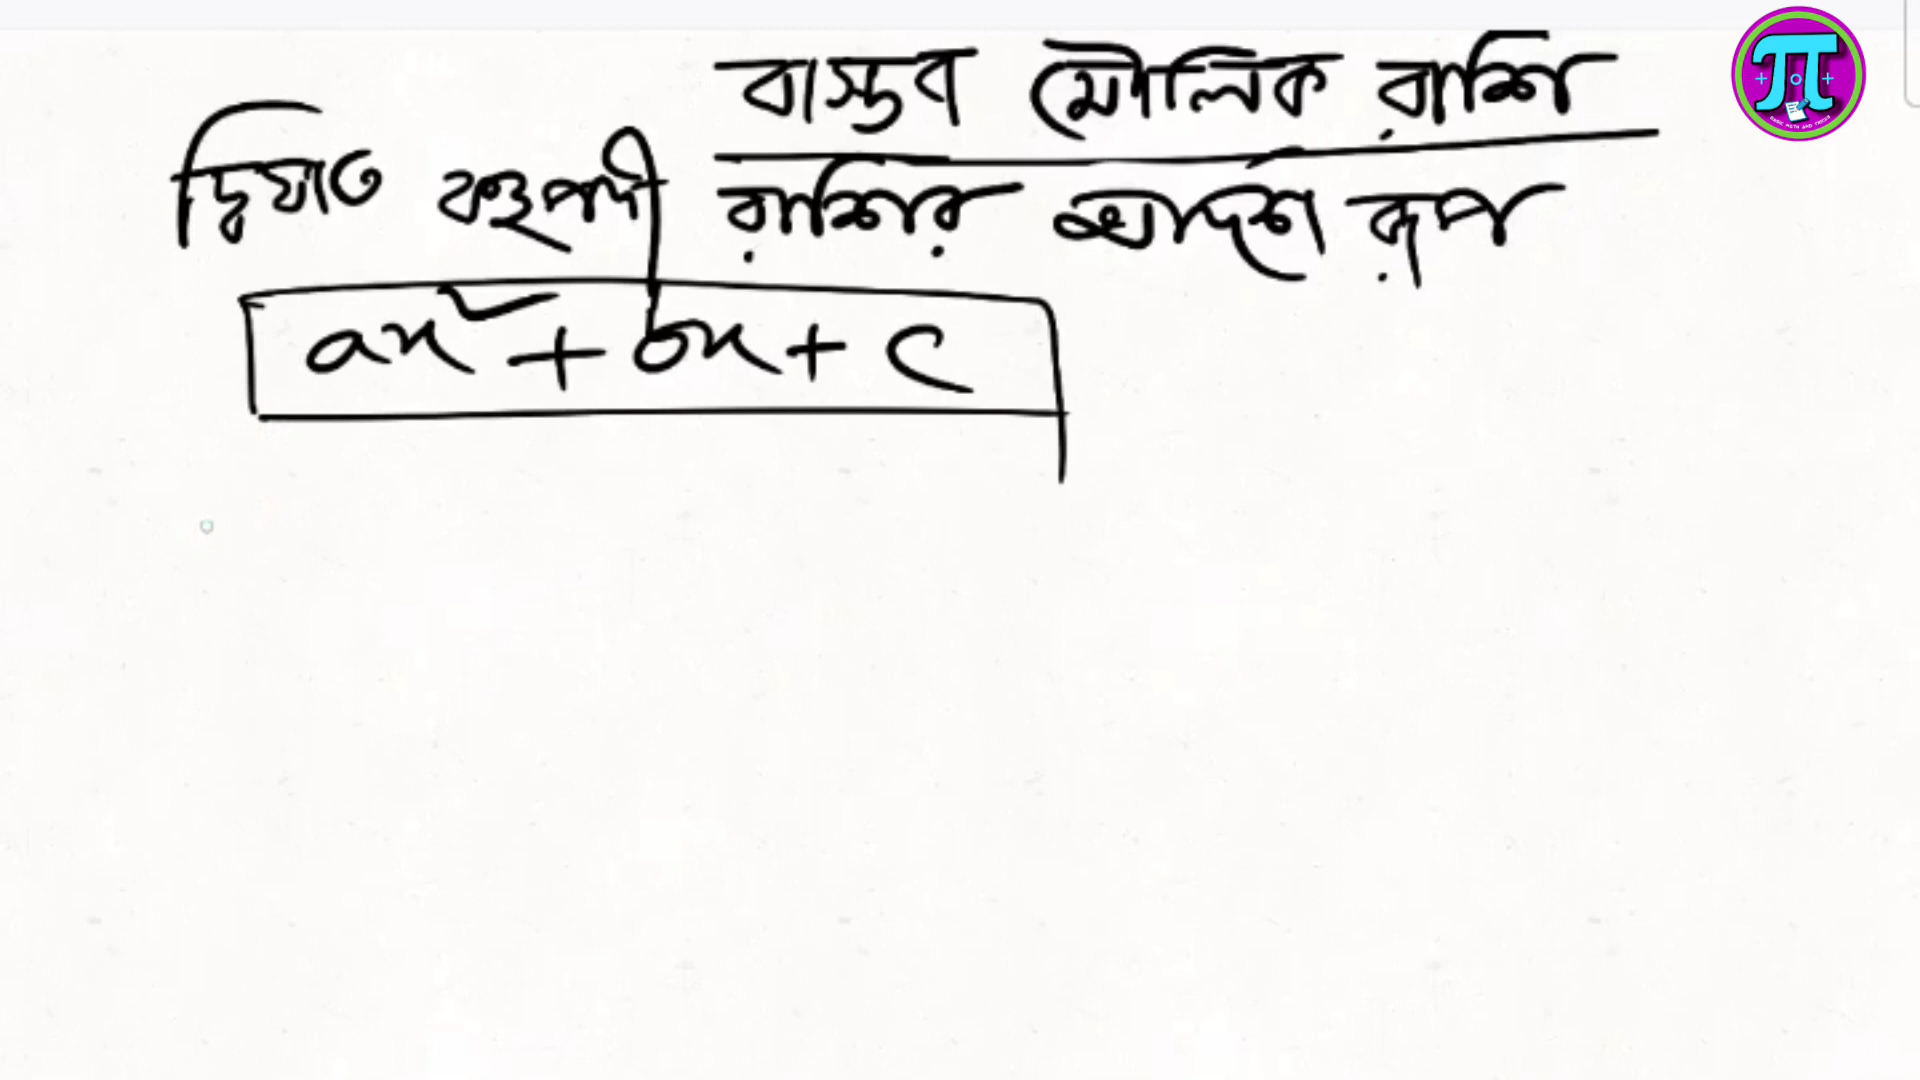 বাস্তব মৌলিক রাশি
দ্বিঘাত বহুপদী রাশির আদর্শ রূপ
ax² + bx + c